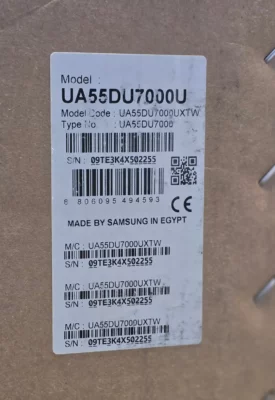 Model :
UA55DU7000U
Model Code : UA55DU7000UXTW
Type No. : UA55DU7000
S/N : 09TE3K4X502255
8 806095 494593
MADE BY SAMSUNG IN EGYPT
M/C : UA55DU7000UXTW
S/N : 09TE3K4X502255
M/C : UA55DU7000UXTW
S/N : 09TE3K4X502255
M/C : UA55DU7000UXTW
S/N : 09TE3K4X502255